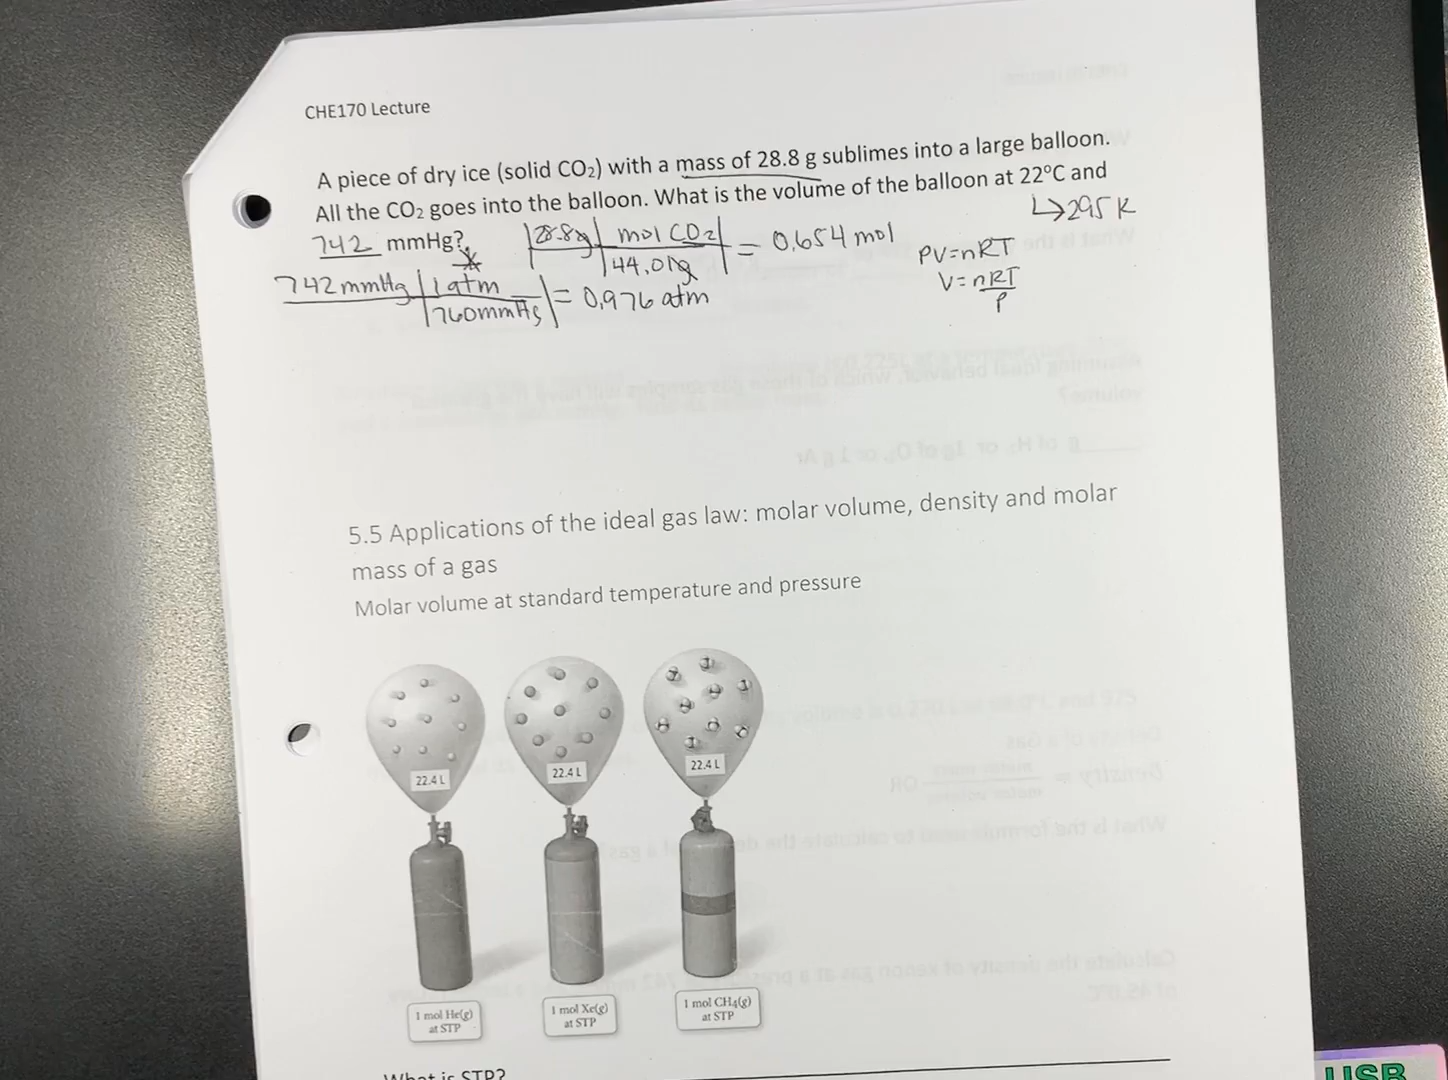 CHE170 Lecture
A piece of dry ice (solid CO₂) with a mass of 28.8 g sublimes into a large balloon.
All the CO₂ goes into the balloon. What is the volume of the balloon at 22°C and
↳295 K
742 mmHg?
28.8g | mol CO2 = 0.654 mol
44.01g
PV=nRT
V=nRT
P
742mmHg | 1 atm = 0.976 atm
760mmHg
5.5 Applications of the ideal gas law: molar volume, density and molar
mass of a gas
Molar volume at standard temperature and pressure
22.4 L
22.4 L
22.4 L
1 mol He(g)
at STP
1 mol Xe(g)
at STP
1 mol CH₄(g)
at STP
What is STP?
USB